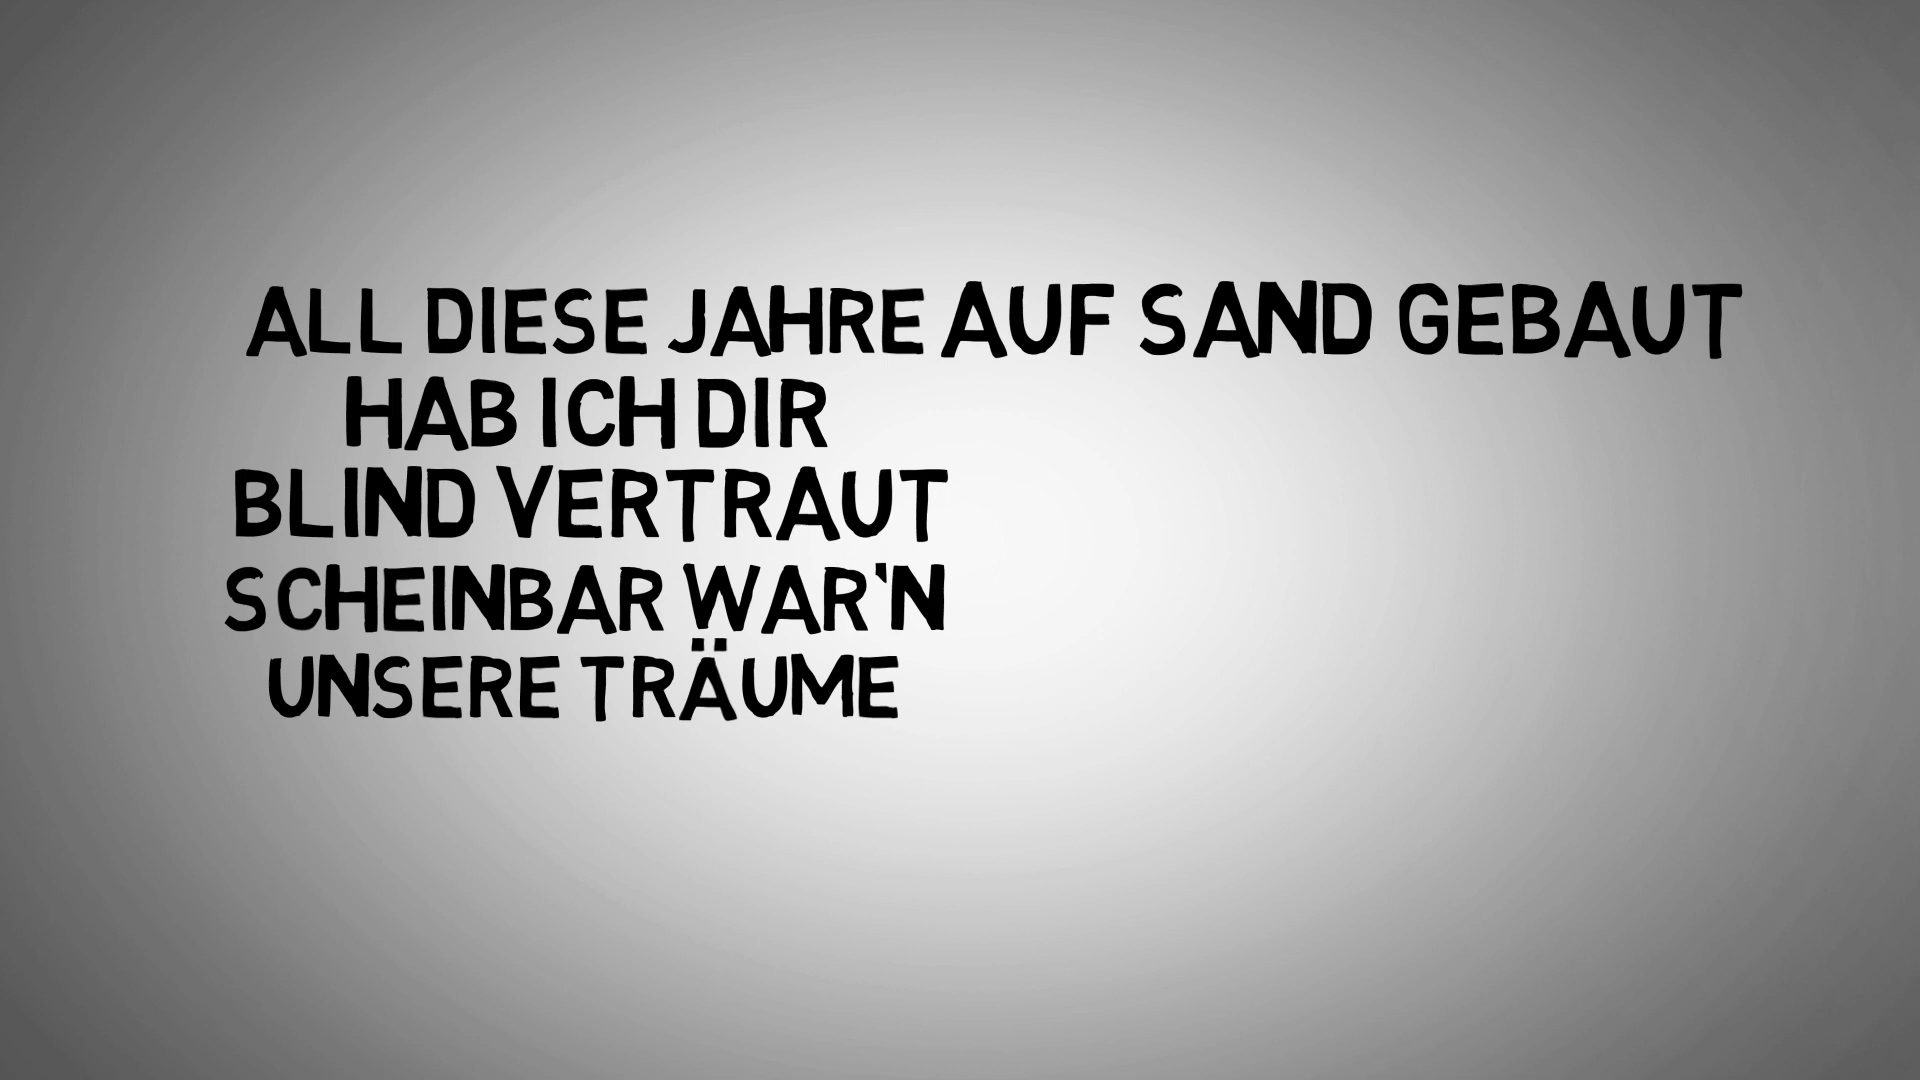 ALL DIESE JAHRE AUF SAND GEBAUT
HAB ICH DIR
BLIND VERTRAUT
SCHEINBAR WAR'N
UNSERE TRÄUME